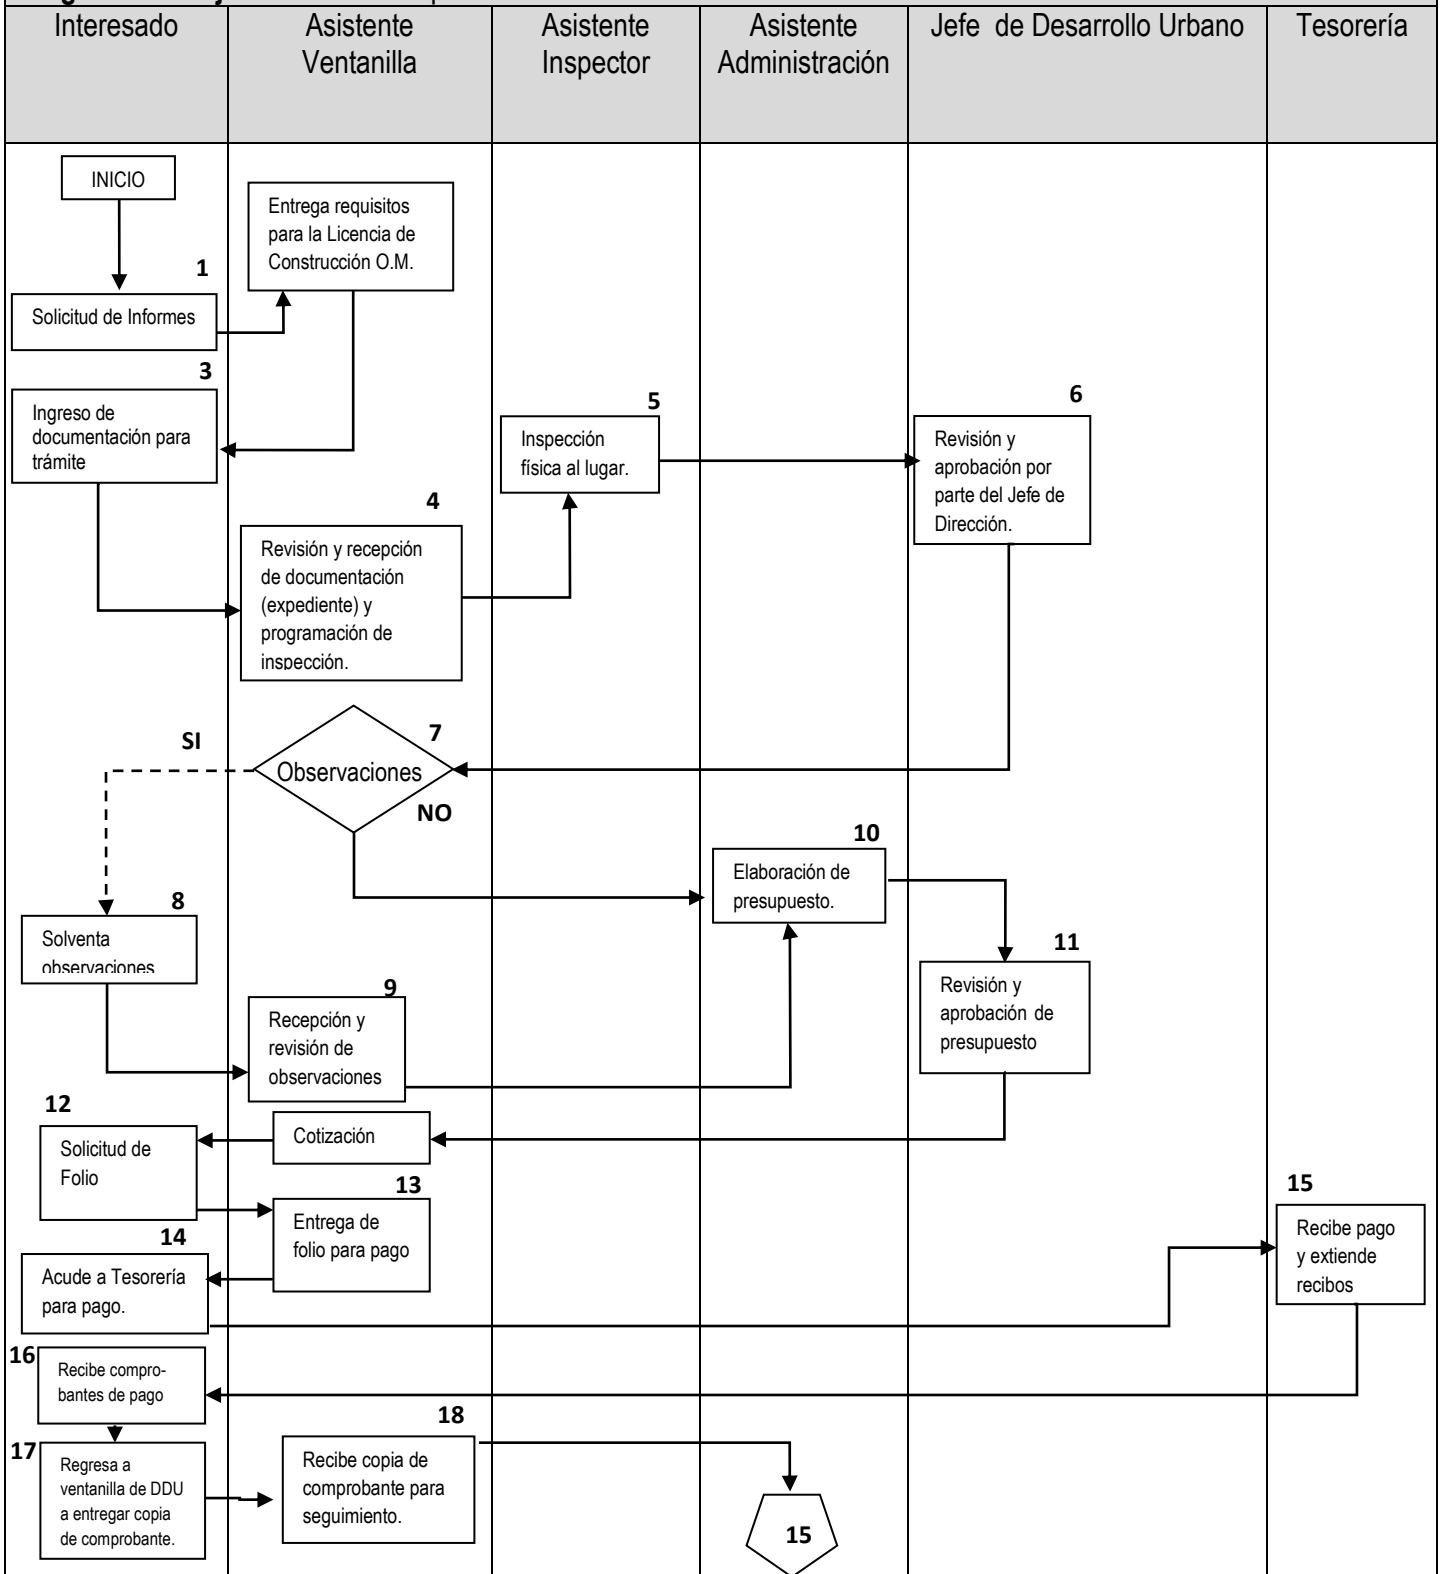 Interesado
Asistente
Ventanilla
Asistente
Inspector
Asistente
Administración
Jefe de Desarrollo Urbano
Tesorería
INICIO
Entrega requisitos
para la Licencia de
Construcción O.M.
1
Solicitud de Informes
3
Ingreso de
documentación para
trámite
5
Inspección
física al lugar.
6
Revisión y
aprobación por
parte del Jefe de
Dirección.
4
Revisión y recepción
de documentación
(expediente) y
programación de
inspección.
SI
7
Observaciones
NO
10
Elaboración de
presupuesto.
8
Solventa
observaciones
11
Revisión y
aprobación de
presupuesto
9
Recepción y
revisión de
observaciones
12
Solicitud de
Folio
Cotización
13
Entrega de
folio para pago
14
Acude a Tesorería
para pago.
15
Recibe pago
y extiende
recibos
16
Recibe compro-
bantes de pago
17
Regresa a
ventanilla de DDU
a entregar copia
de comprobante.
18
Recibe copia de
comprobante para
seguimiento.
15